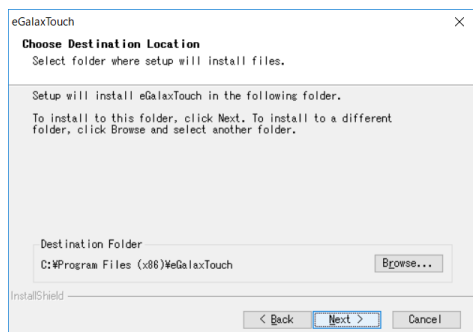 eGalaxTouch
Choose Destination Location
Select folder where setup will install files.
Setup will install eGalaxTouch in the following folder.
To install to this folder, click Next. To install to a different
folder, click Browse and select another folder.
Destination Folder
C:¥Program Files (x86)¥eGalaxTouch
Browse...
InstallShield
< Back
Next >
Cancel